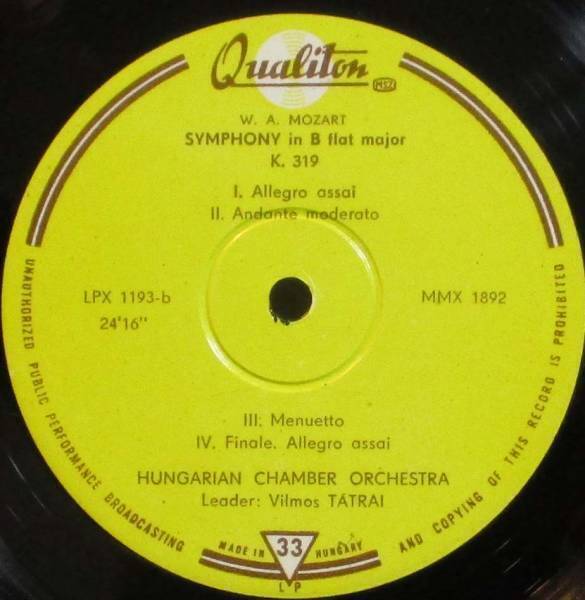 Qualiton
MSZ
W. A. MOZART
SYMPHONY in B flat major
K. 319
I. Allegro assai
II. Andante moderato
LPX 1193-b
MMX 1892
24'16"
III. Menuetto
IV. Finale. Allegro assai
HUNGARIAN CHAMBER ORCHESTRA
Leader: Vilmos TÁTRAI
MADE IN 33 HUNGARY
LP
UNAUTHORIZED PUBLIC PERFORMANCE BROADCASTING AND COPYING OF THIS RECORD IS PROHIBITED